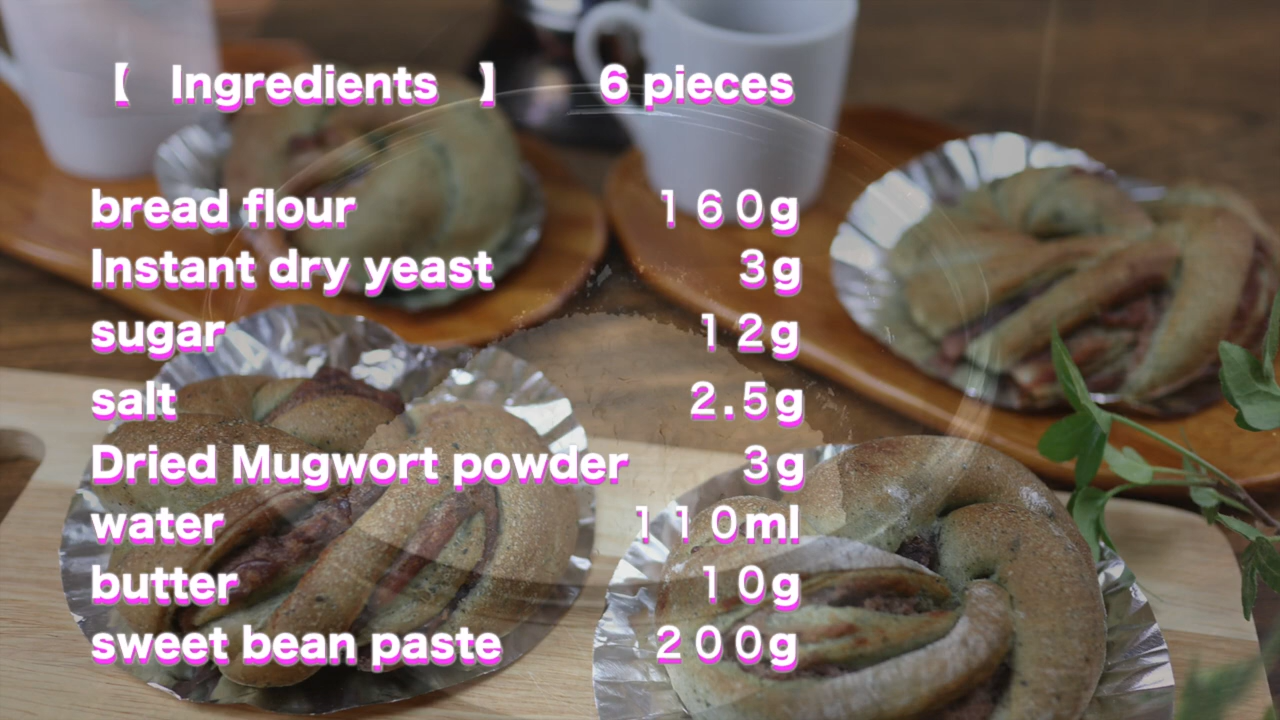 【　Ingredients　】　6 pieces
bread flour　１６０g
Instant dry yeast　３g
sugar　１２g
salt　２.５g
Dried Mugwort powder　３g
water　１１０ml
butter　１０g
sweet bean paste　２００g